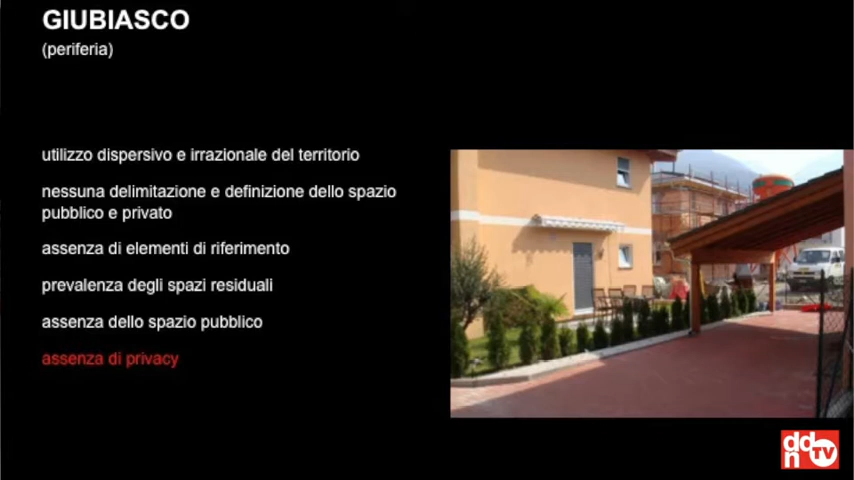 GIUBIASCO
(periferia)
utilizzo dispersivo e irrazionale del territorio
nessuna delimitazione e definizione dello spazio
pubblico e privato
assenza di elementi di riferimento
prevalenza degli spazi residuali
assenza dello spazio pubblico
assenza di privacy
dd
n TV